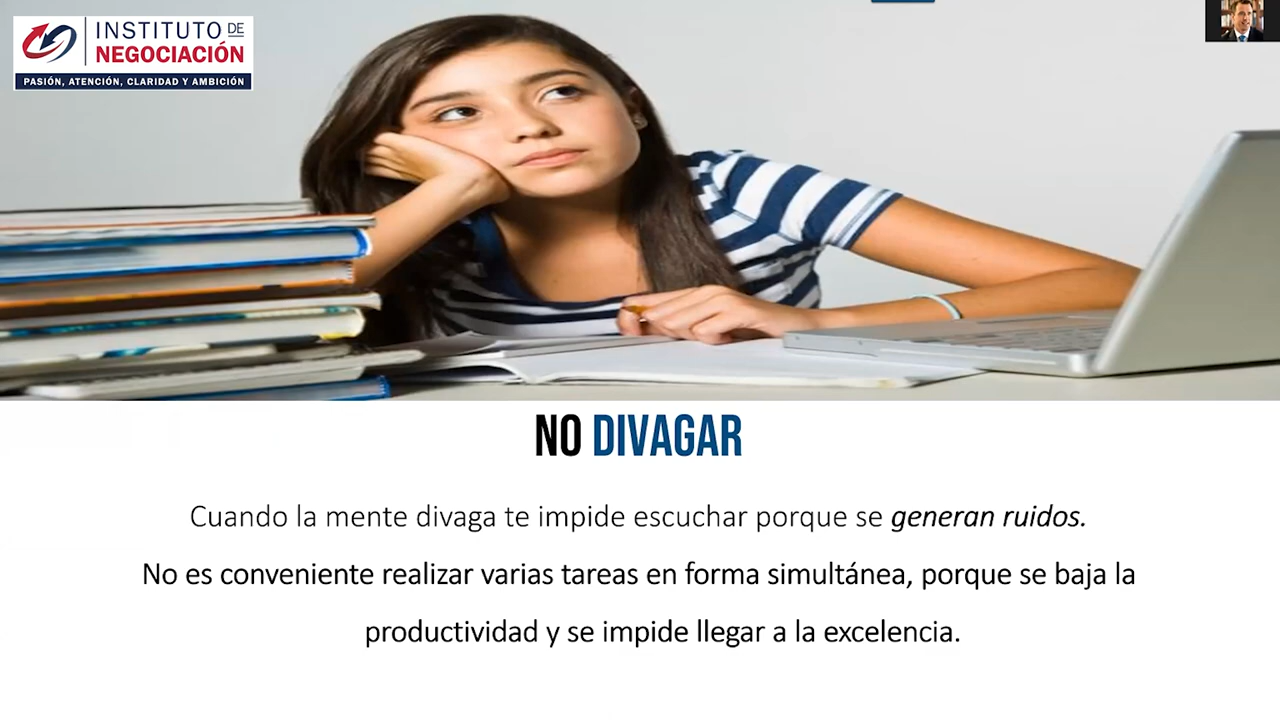 INSTITUTO DE
NEGOCIACIÓN
PASIÓN, ATENCIÓN, CLARIDAD Y AMBICIÓN
NO DIVAGAR
Cuando la mente divaga te impide escuchar porque se generan ruidos.
No es conveniente realizar varias tareas en forma simultánea, porque se baja la
productividad y se impide llegar a la excelencia.